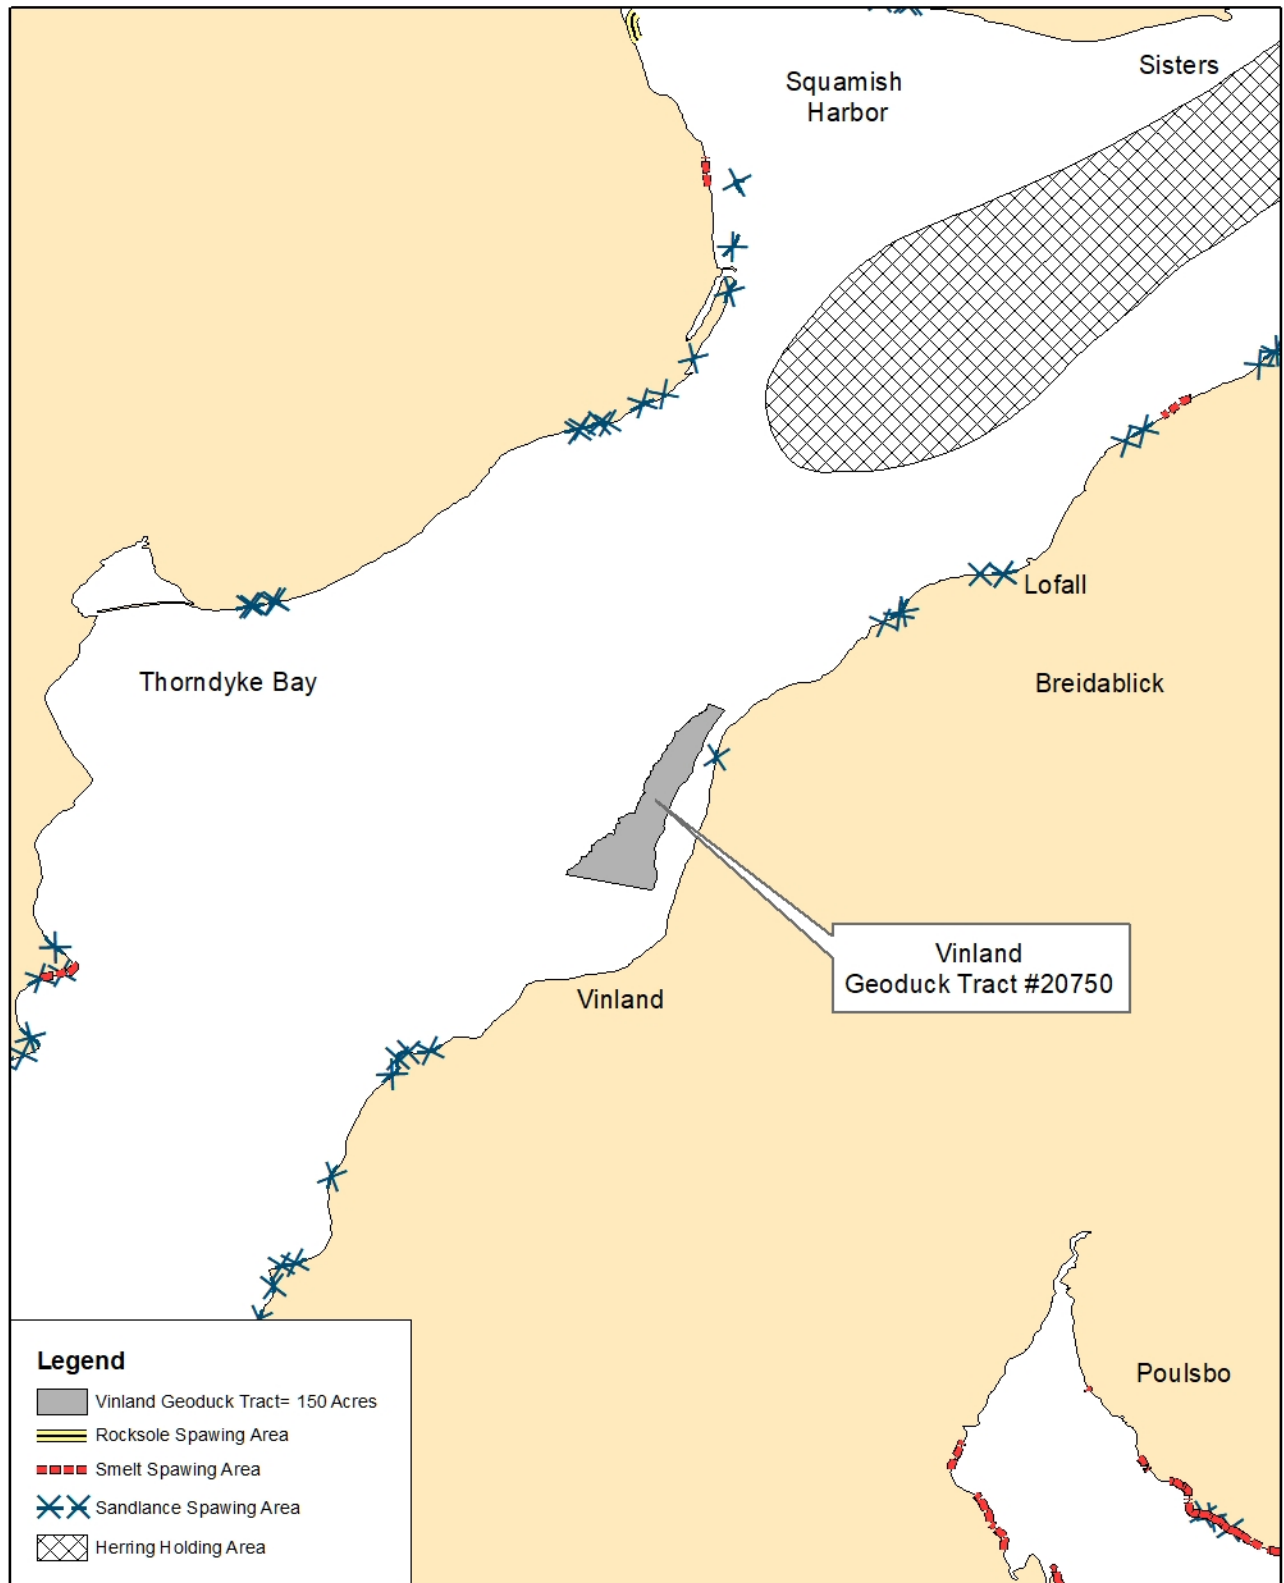 Squamish
Harbor
Sisters
Lofall
Thorndyke Bay
Breidablick
Vinland
Geoduck Tract #20750
Vinland
Poulsbo
Legend
Vinland Geoduck Tract= 150 Acres
Rocksole Spawing Area
Smelt Spawing Area
Sandlance Spawing Area
Herring Holding Area